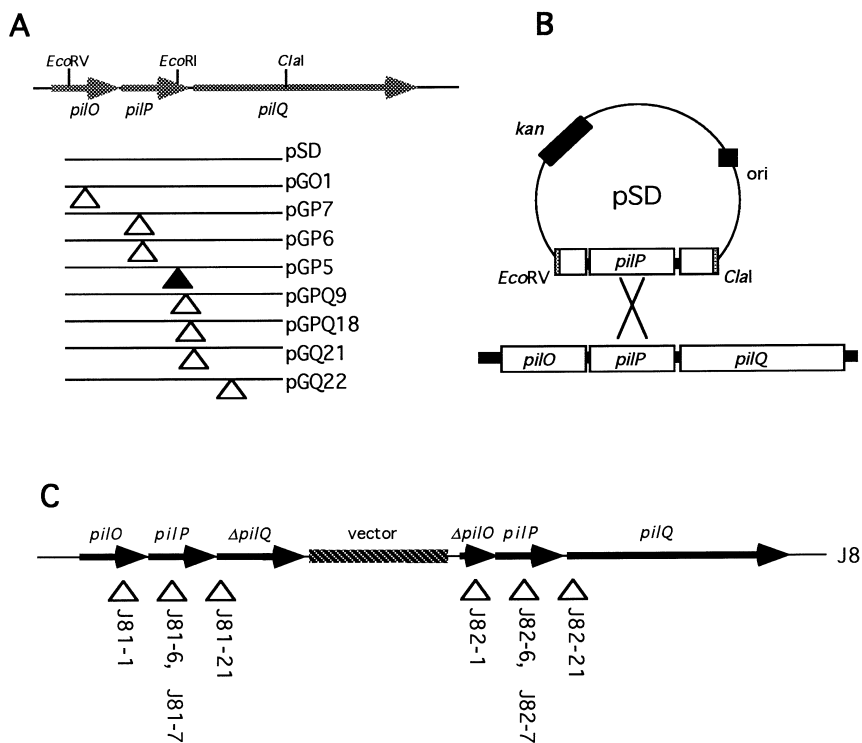 A
EcoRV EcoRI ClaI
pilO pilP pilQ
pSD
pGO1
pGP7
pGP6
pGP5
pGPQ9
pGPQ18
pGQ21
pGQ22
B
kan
ori
pSD
EcoRV pilP ClaI
pilO pilP pilQ
C
pilO pilP ΔpilQ vector ΔpilO pilP pilQ
J8
J81-1
J81-6, J81-7
J81-21
J82-1
J82-6, J82-7
J82-21